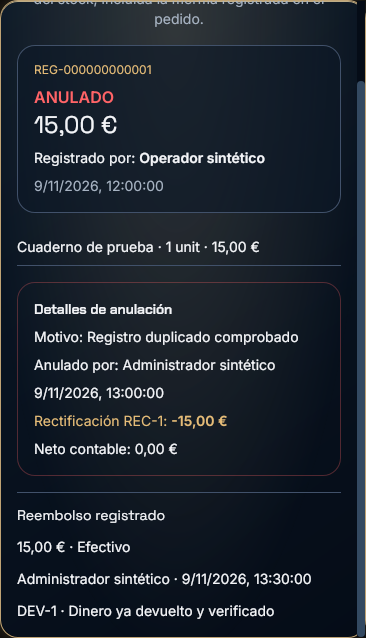 del stock, incluida la merma registrada en el
pedido.
REG-000000000001
ANULADO
15,00 €
Registrado por: Operador sintético
9/11/2026, 12:00:00
Cuaderno de prueba · 1 unit · 15,00 €
Detalles de anulación
Motivo: Registro duplicado comprobado
Anulado por: Administrador sintético
9/11/2026, 13:00:00
Rectificación REC-1: -15,00 €
Neto contable: 0,00 €
Reembolso registrado
15,00 € · Efectivo
Administrador sintético · 9/11/2026, 13:30:00
DEV-1 · Dinero ya devuelto y verificado